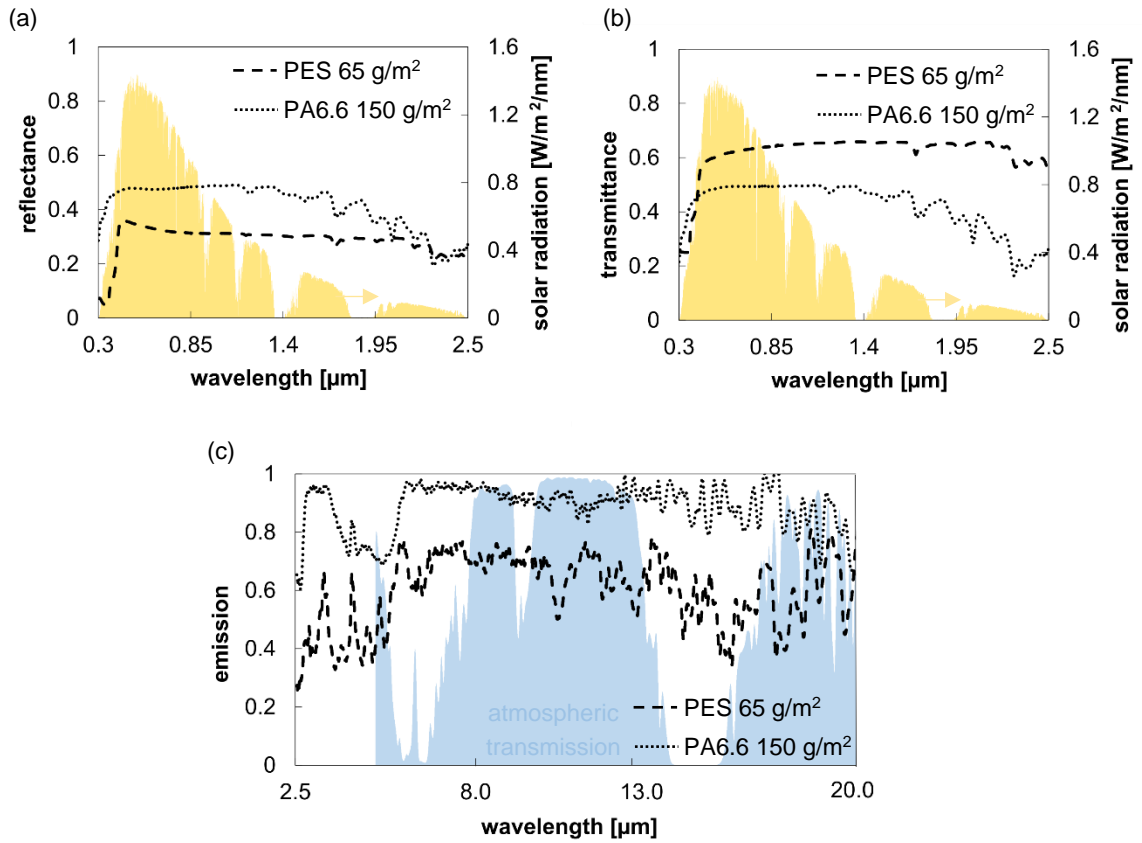 (a)
1
0.8
0.6
0.4
0.2
0
reflectance
PES 65 g/m²
PA6.6 150 g/m²
1.6
1.2
0.8
0.4
0
solar radiation [W/m²/nm]
0.3
0.85
1.4
1.95
2.5
wavelength [µm]
(b)
1
0.8
0.6
0.4
0.2
0
transmittance
PES 65 g/m²
PA6.6 150 g/m²
1.6
1.2
0.8
0.4
0
solar radiation [W/m²/nm]
0.3
0.85
1.4
1.95
2.5
wavelength [µm]
(c)
1
0.8
0.6
0.4
0.2
0
emission
atmospheric
transmission
PES 65 g/m²
PA6.6 150 g/m²
2.5
8.0
13.0
20.0
wavelength [µm]